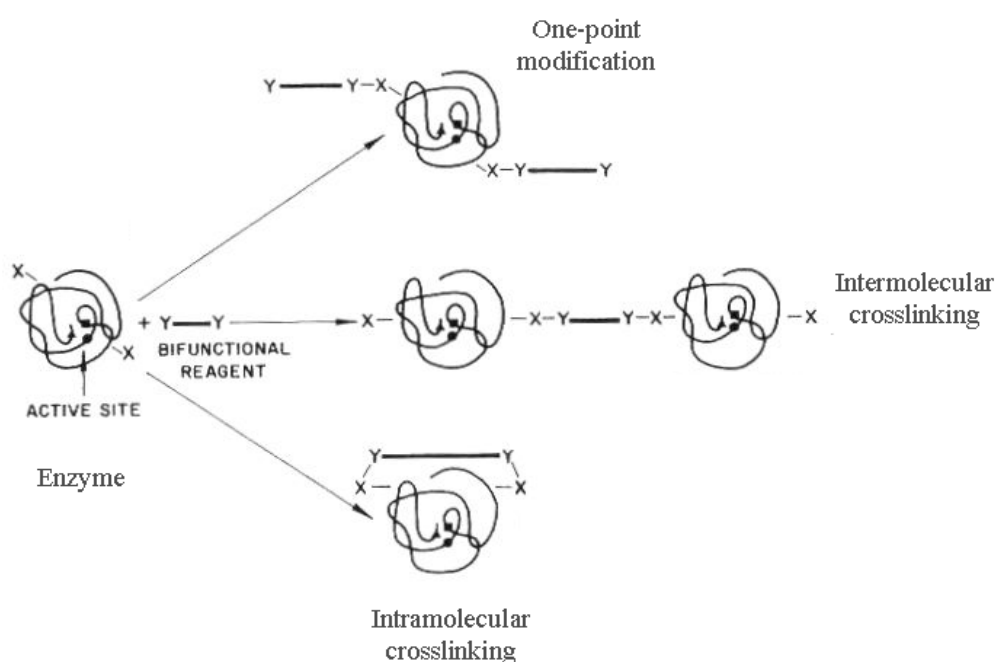 One-point
modification
Y Y-X
X-Y Y
X
+ Y Y
X
BIFUNCTIONAL
REAGENT
ACTIVE SITE
Enzyme
X X-Y Y-X X
Intermolecular
crosslinking
Y Y
X X
Intramolecular
crosslinking